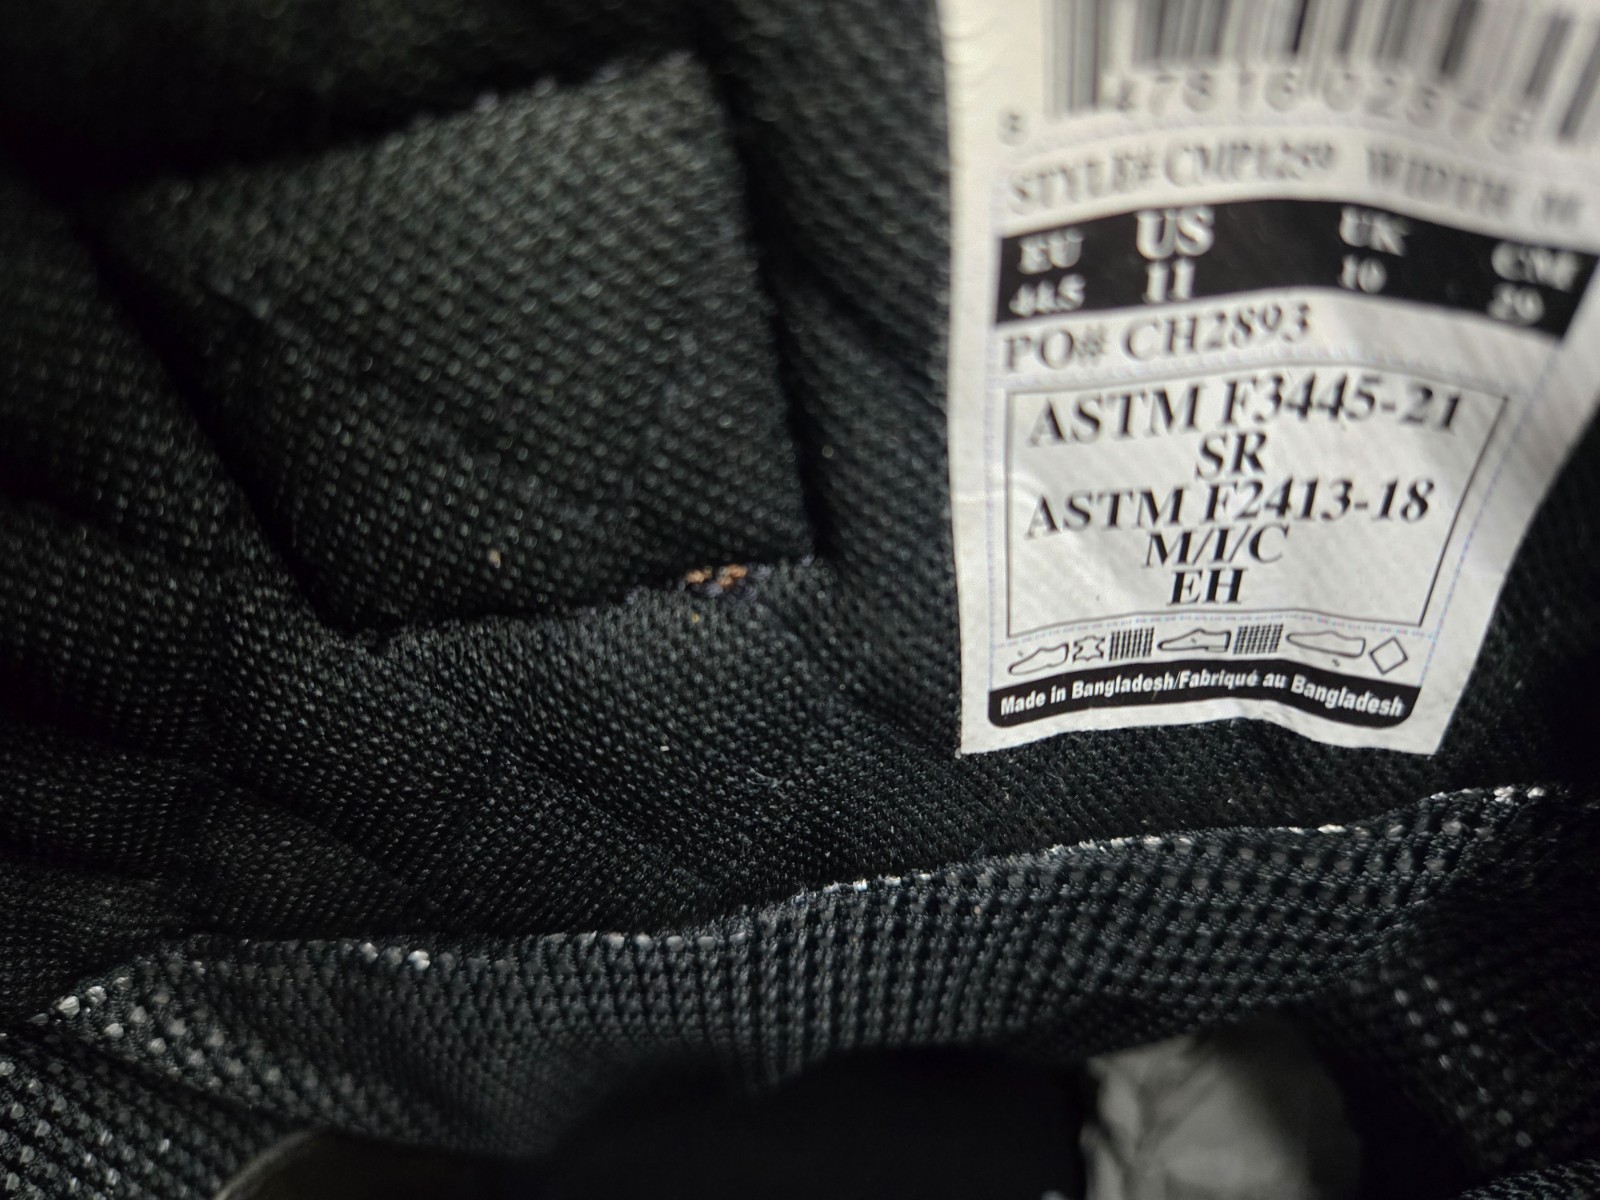 STYLE# CMP1259 WIDTH M
EU US UK CM
44.5 11 10 29
PO# CH2893
ASTM F3445-21
SR
ASTM F2413-18
M/I/C
EH
Made in Bangladesh/Fabriqué au Bangladesh